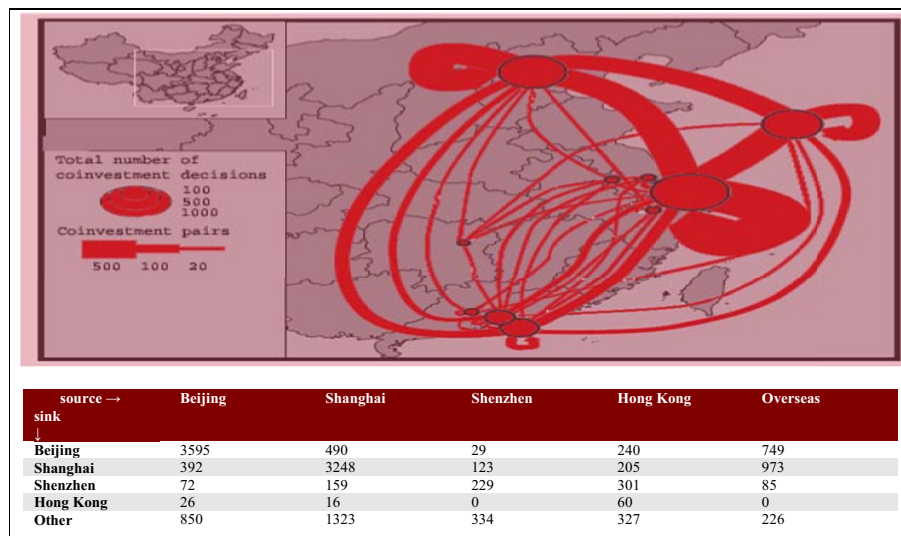 Total number of
coinvestment decisions
100
500
1000
Coinvestment pairs
500 100 20
source → Beijing Shanghai Shenzhen Hong Kong Overseas
sink
↓
Beijing 3595 490 29 240 749
Shanghai 392 3248 123 205 973
Shenzhen 72 159 229 301 85
Hong Kong 26 16 0 60 0
Other 850 1323 334 327 226